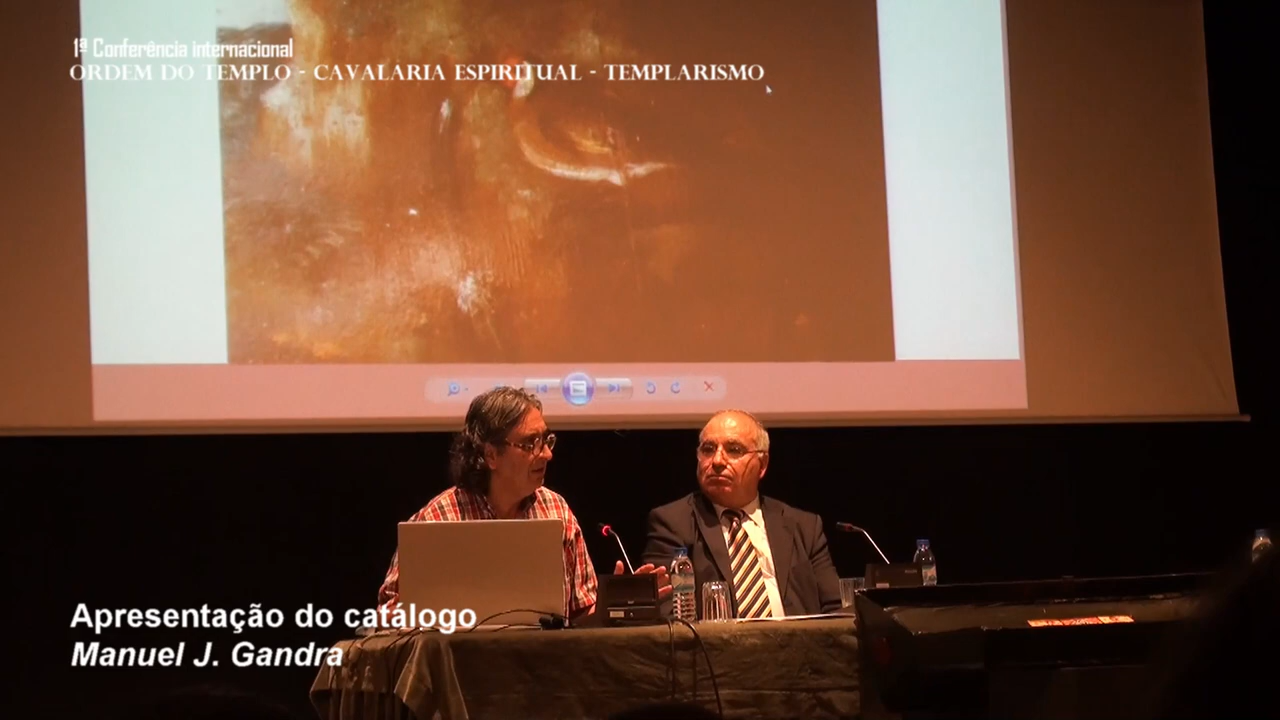 1ª Conferência internacional
ORDEM DO TEMPLO - CAVALARIA ESPIRITUAL - TEMPLARISMO
Apresentação do catálogo
Manuel J. Gandra